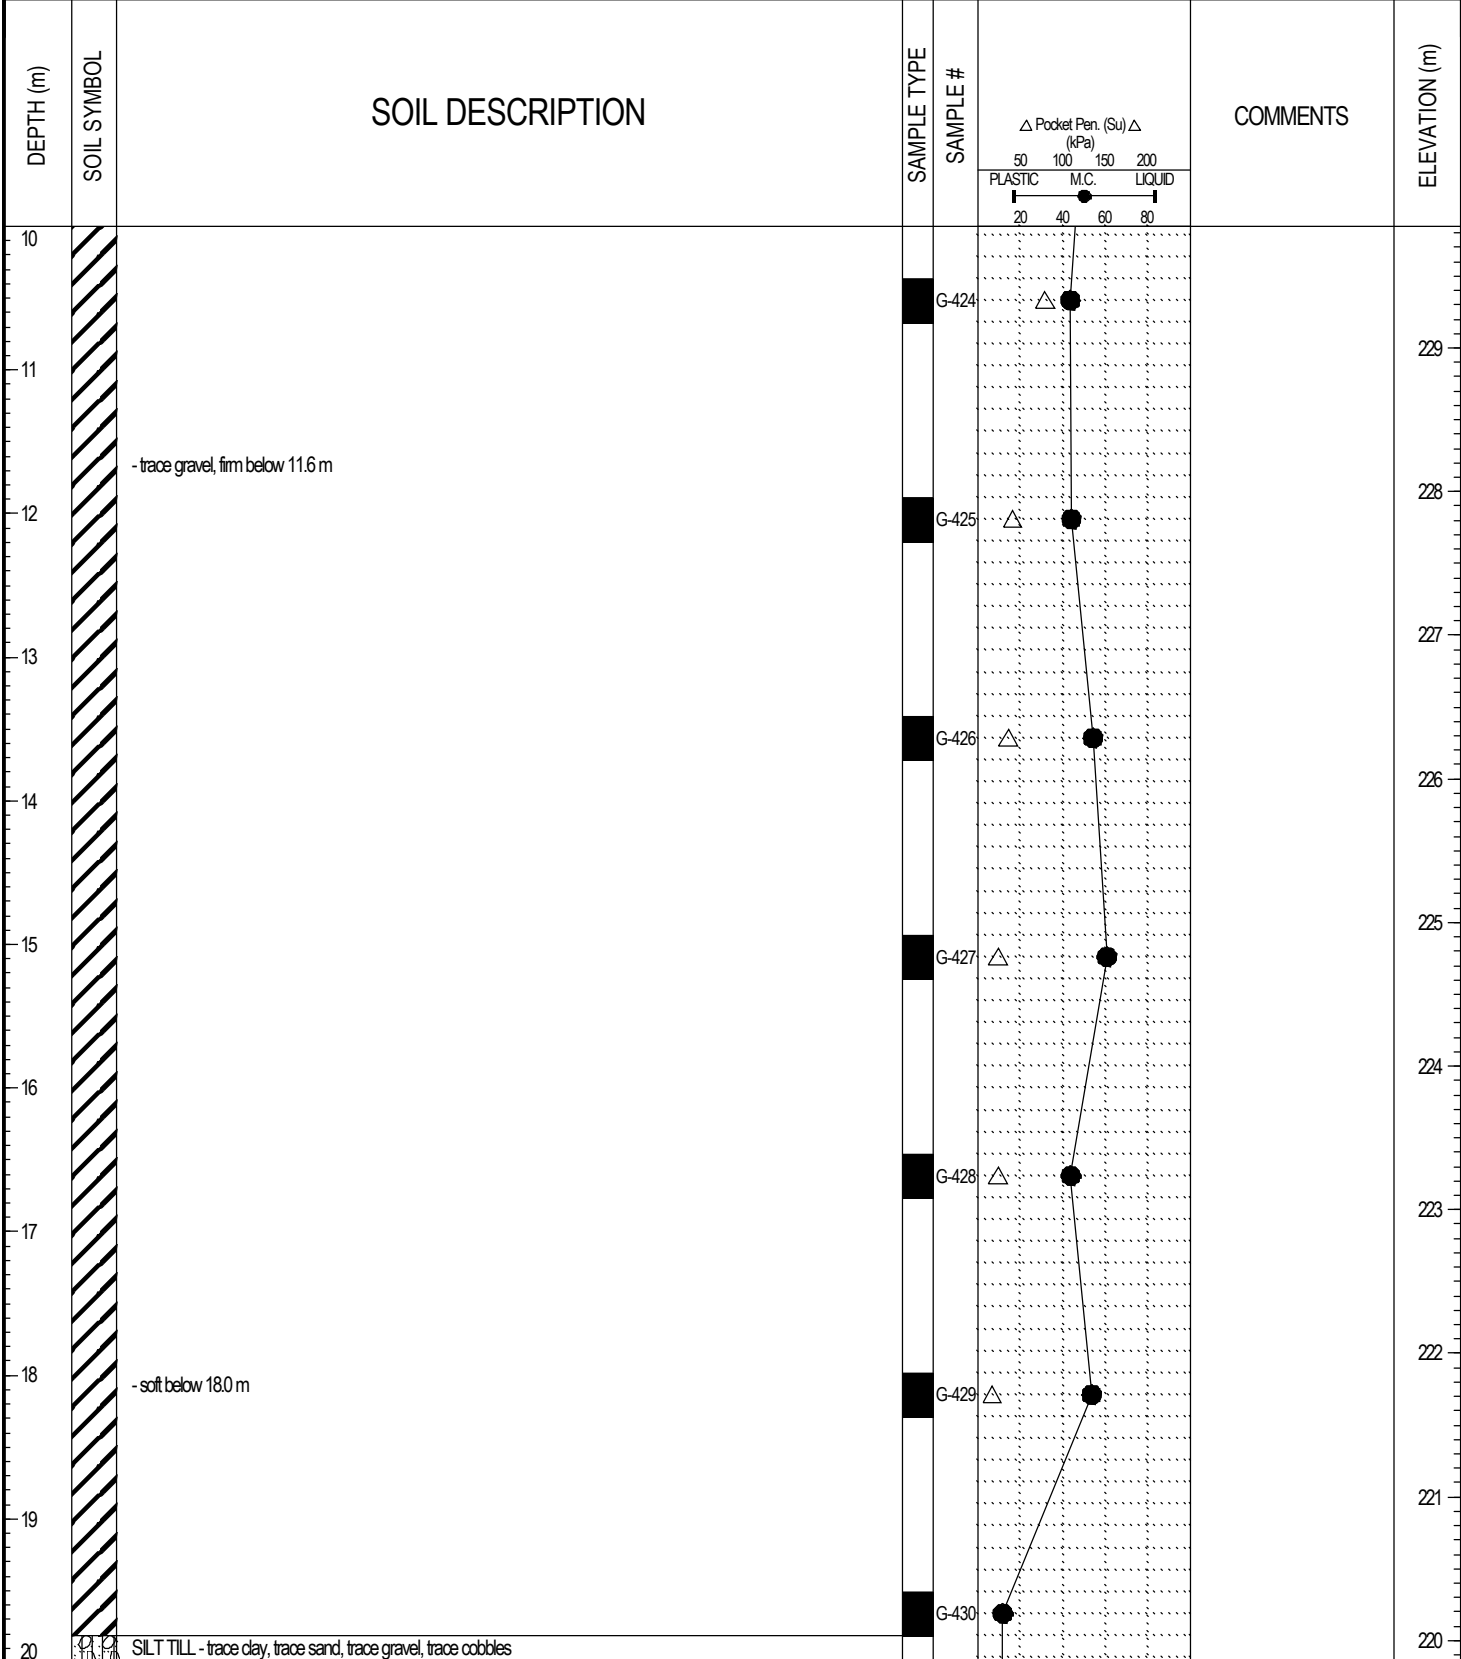 DEPTH (m)
SOIL SYMBOL
SOIL DESCRIPTION
SAMPLE TYPE
SAMPLE #
△ Pocket Pen. (Su) △
(kPa)
50 100 150 200
PLASTIC M.C. LIQUID
20 40 60 80
COMMENTS
ELEVATION (m)
10
G-424
229
11
- trace gravel, firm below 11.6 m
228
12
G-425
227
13
G-426
226
14
225
15
G-427
224
16
G-428
223
17
222
18
- soft below 18.0 m
G-429
221
19
G-430
220
SILT TILL - trace clay, trace sand, trace gravel, trace cobbles
20